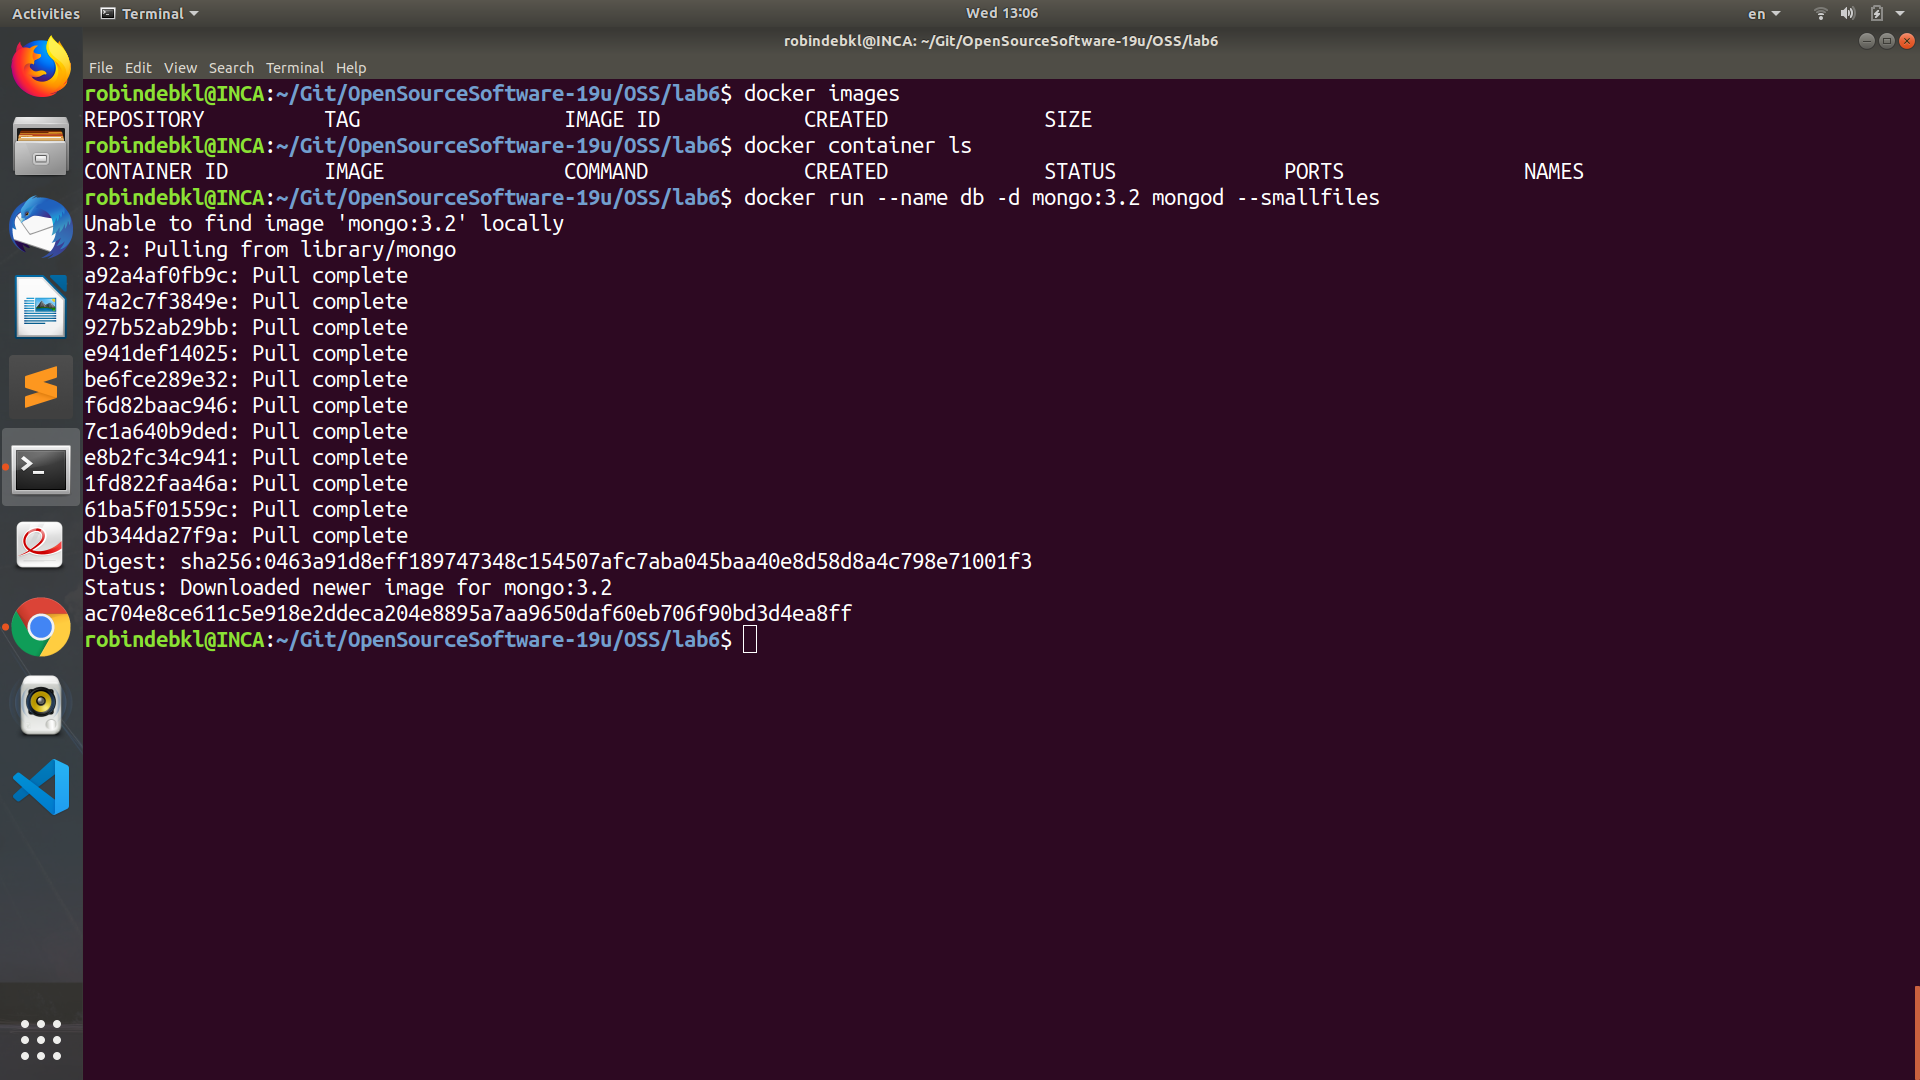 Activities Terminal Wed 13:06 en
robindebkl@INCA: ~/Git/OpenSourceSoftware-19u/OSS/lab6
File Edit View Search Terminal Help
robindebkl@INCA:~/Git/OpenSourceSoftware-19u/OSS/lab6$ docker images
REPOSITORY TAG IMAGE ID CREATED SIZE
robindebkl@INCA:~/Git/OpenSourceSoftware-19u/OSS/lab6$ docker container ls
CONTAINER ID IMAGE COMMAND CREATED STATUS PORTS NAMES
robindebkl@INCA:~/Git/OpenSourceSoftware-19u/OSS/lab6$ docker run --name db -d mongo:3.2 mongod --smallfiles
Unable to find image 'mongo:3.2' locally
3.2: Pulling from library/mongo
a92a4af0fb9c: Pull complete
74a2c7f3849e: Pull complete
927b52ab29bb: Pull complete
e941def14025: Pull complete
be6fce289e32: Pull complete
f6d82baac946: Pull complete
7c1a640b9ded: Pull complete
e8b2fc34c941: Pull complete
1fd822faa46a: Pull complete
61ba5f01559c: Pull complete
db344da27f9a: Pull complete
Digest: sha256:0463a91d8eff189747348c154507afc7aba045baa40e8d58d8a4c798e71001f3
Status: Downloaded newer image for mongo:3.2
ac704e8ce611c5e918e2ddeca204e8895a7aa9650daf60eb706f90bd3d4ea8ff
robindebkl@INCA:~/Git/OpenSourceSoftware-19u/OSS/lab6$